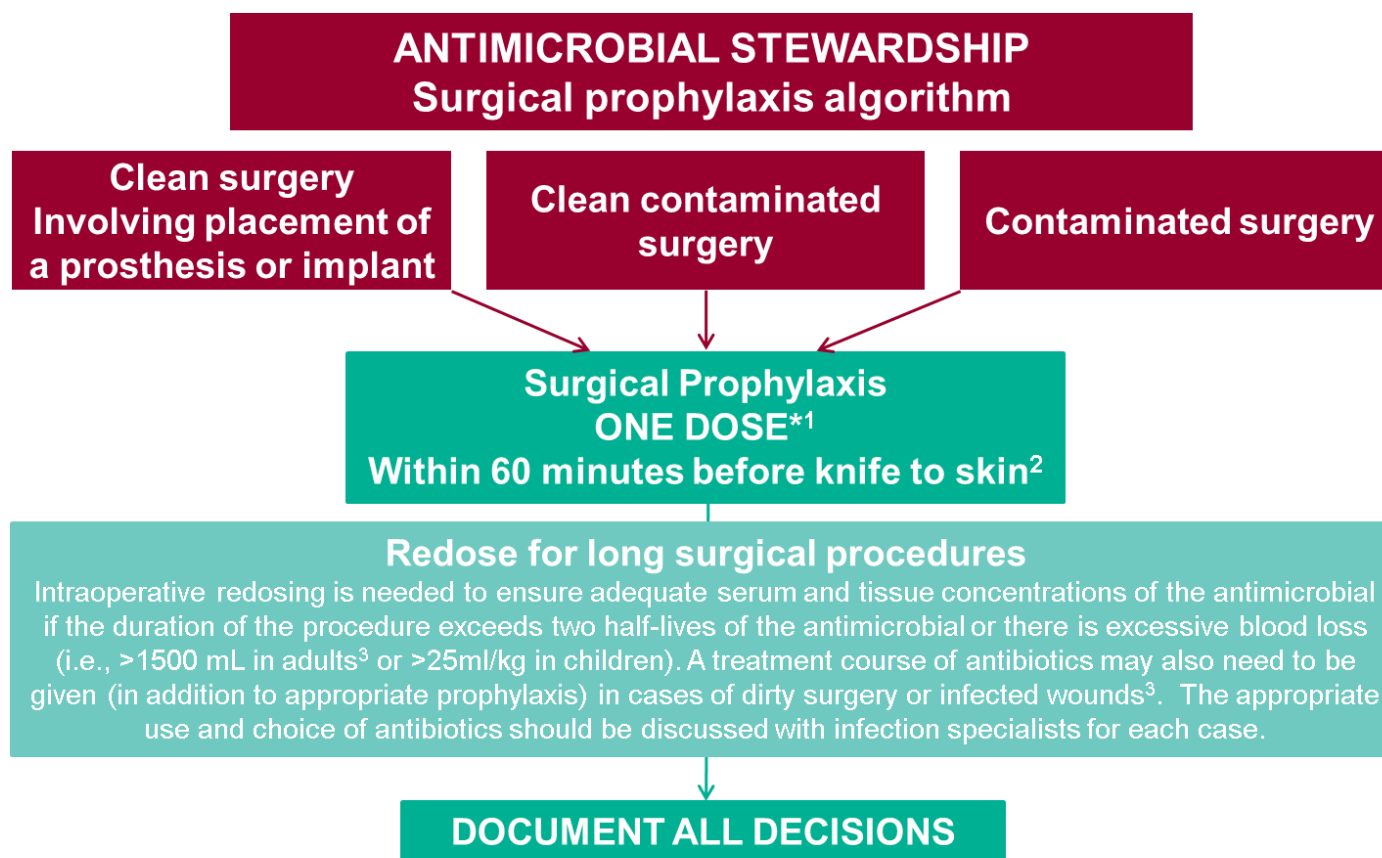 ANTIMICROBIAL STEWARDSHIP
Surgical prophylaxis algorithm
Clean surgery
Involving placement of
a prosthesis or implant
Clean contaminated
surgery
Contaminated surgery
Surgical Prophylaxis
ONE DOSE*1
Within 60 minutes before knife to skin2
Redose for long surgical procedures
Intraoperative redosing is needed to ensure adequate serum and tissue concentrations of the antimicrobial
if the duration of the procedure exceeds two half-lives of the antimicrobial or there is excessive blood loss
(i.e., >1500 mL in adults3 or >25ml/kg in children). A treatment course of antibiotics may also need to be
given (in addition to appropriate prophylaxis) in cases of dirty surgery or infected wounds3.  The appropriate
use and choice of antibiotics should be discussed with infection specialists for each case.
DOCUMENT ALL DECISIONS